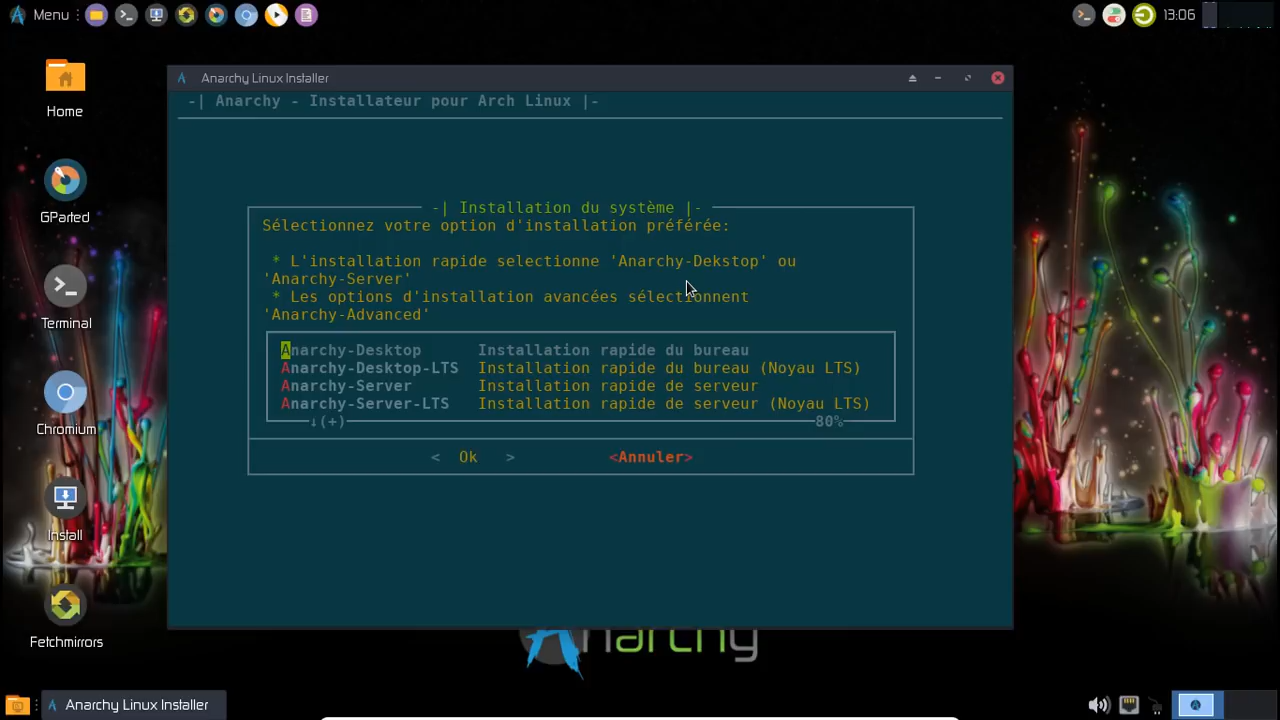 Menu
13:06
Home
GParted
Terminal
Chromium
Install
Fetchmirrors
Anarchy Linux Installer
-| Anarchy - Installateur pour Arch Linux |-
-| Installation du système |-
Sélectionnez votre option d'installation préférée:
* L'installation rapide selectionne 'Anarchy-Dekstop' ou
'Anarchy-Server'
* Les options d'installation avancées sélectionnent
'Anarchy-Advanced'
Anarchy-Desktop Installation rapide du bureau
Anarchy-Desktop-LTS Installation rapide du bureau (Noyau LTS)
Anarchy-Server Installation rapide de serveur
Anarchy-Server-LTS Installation rapide de serveur (Noyau LTS)
↓(+) 80%
< Ok > <Annuler>
Anarchy
Anarchy Linux Installer